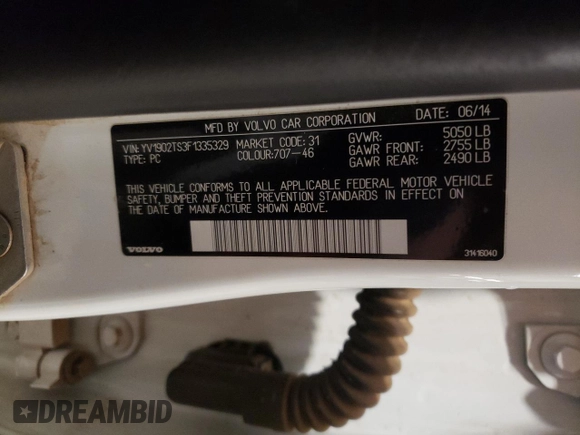 MFD BY VOLVO CAR CORPORATION DATE: 06/14
VIN: YV1902TS3F1335329 MARKET CODE: 31 GVWR: 5050 LB
TYPE: PC COLOUR:707-46 GAWR FRONT: 2755 LB
GAWR REAR: 2490 LB
THIS VEHICLE CONFORMS TO ALL APPLICABLE FEDERAL MOTOR VEHICLE
SAFETY, BUMPER AND THEFT PREVENTION STANDARDS IN EFFECT ON
THE DATE OF MANUFACTURE SHOWN ABOVE.
VOLVO 31416040
DREAMBID